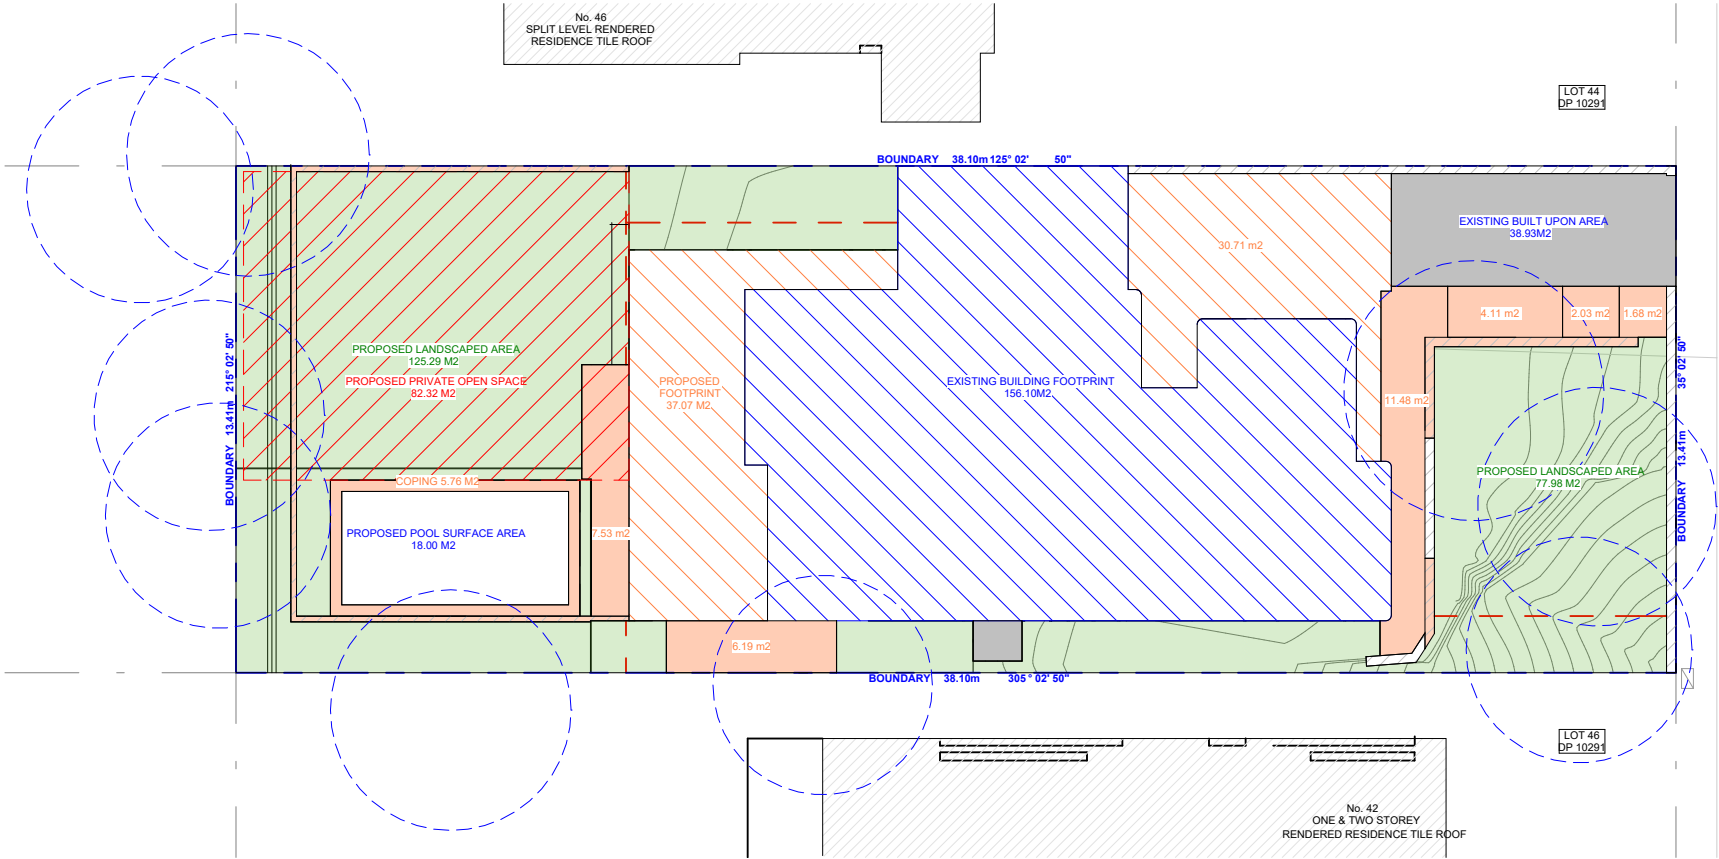 No. 46
SPLIT LEVEL RENDERED
RESIDENCE TILE ROOF
LOT 44
DP 10291
BOUNDARY 38.10m 125° 02' 50"
EXISTING BUILT UPON AREA
38.93M2
30.71 m2
4.11 m2
2.03 m2
1.68 m2
PROPOSED LANDSCAPED AREA
125.29 M2
PROPOSED PRIVATE OPEN SPACE
82.32 M2
PROPOSED
FOOTPRINT
37.07 M2
EXISTING BUILDING FOOTPRINT
156.10M2
11.48 m2
BOUNDARY 13.41m 215° 02' 50"
BOUNDARY 13.41m 35° 02' 50"
PROPOSED LANDSCAPED AREA
77.98 M2
COPING 5.76 M2
PROPOSED POOL SURFACE AREA
18.00 M2
7.53 m2
6.19 m2
BOUNDARY 38.10m 305° 02' 50"
LOT 46
DP 10291
No. 42
ONE & TWO STOREY
RENDERED RESIDENCE TILE ROOF